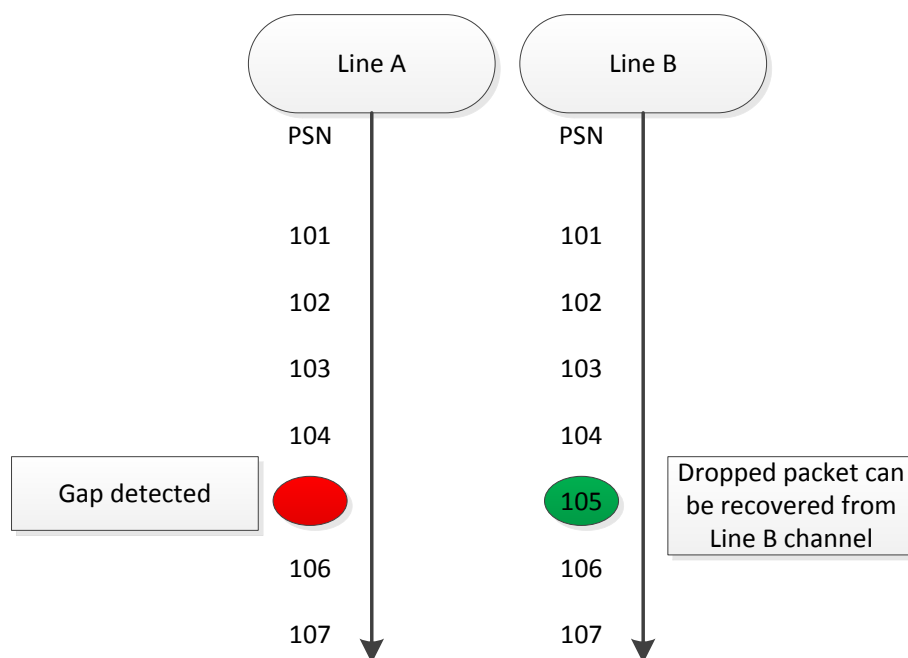 Line A
Line B
PSN
PSN
101
101
102
102
103
103
104
104
Gap detected
105
Dropped packet can
be recovered from
Line B channel
106
106
107
107